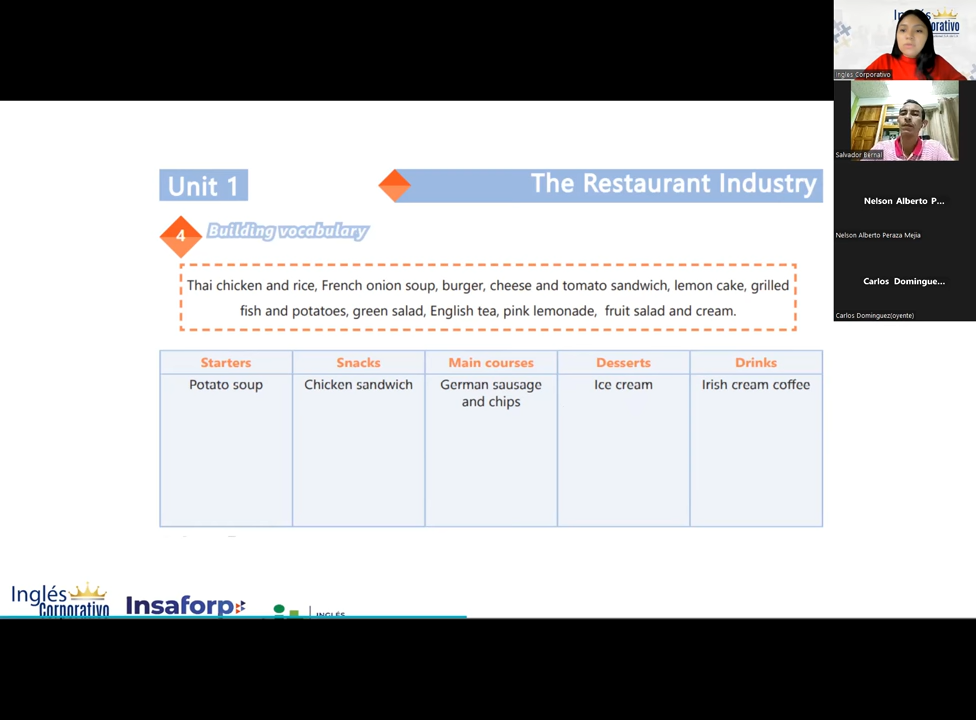 Inglés
Corporativo
Ingles Corporativo
Salvador Bernal
Nelson Alberto P...
Nelson Alberto Peraza Mejia
Carlos Domingue...
Carlos Dominguez(oyente)
Unit 1
The Restaurant Industry
4 Building vocabulary
Thai chicken and rice, French onion soup, burger, cheese and tomato sandwich, lemon cake, grilled
fish and potatoes, green salad, English tea, pink lemonade, fruit salad and cream.
Starters Snacks Main courses Desserts Drinks
Potato soup Chicken sandwich German sausage Ice cream Irish cream coffee
and chips
Inglés
Corporativo
Insaforp
INGLÉS